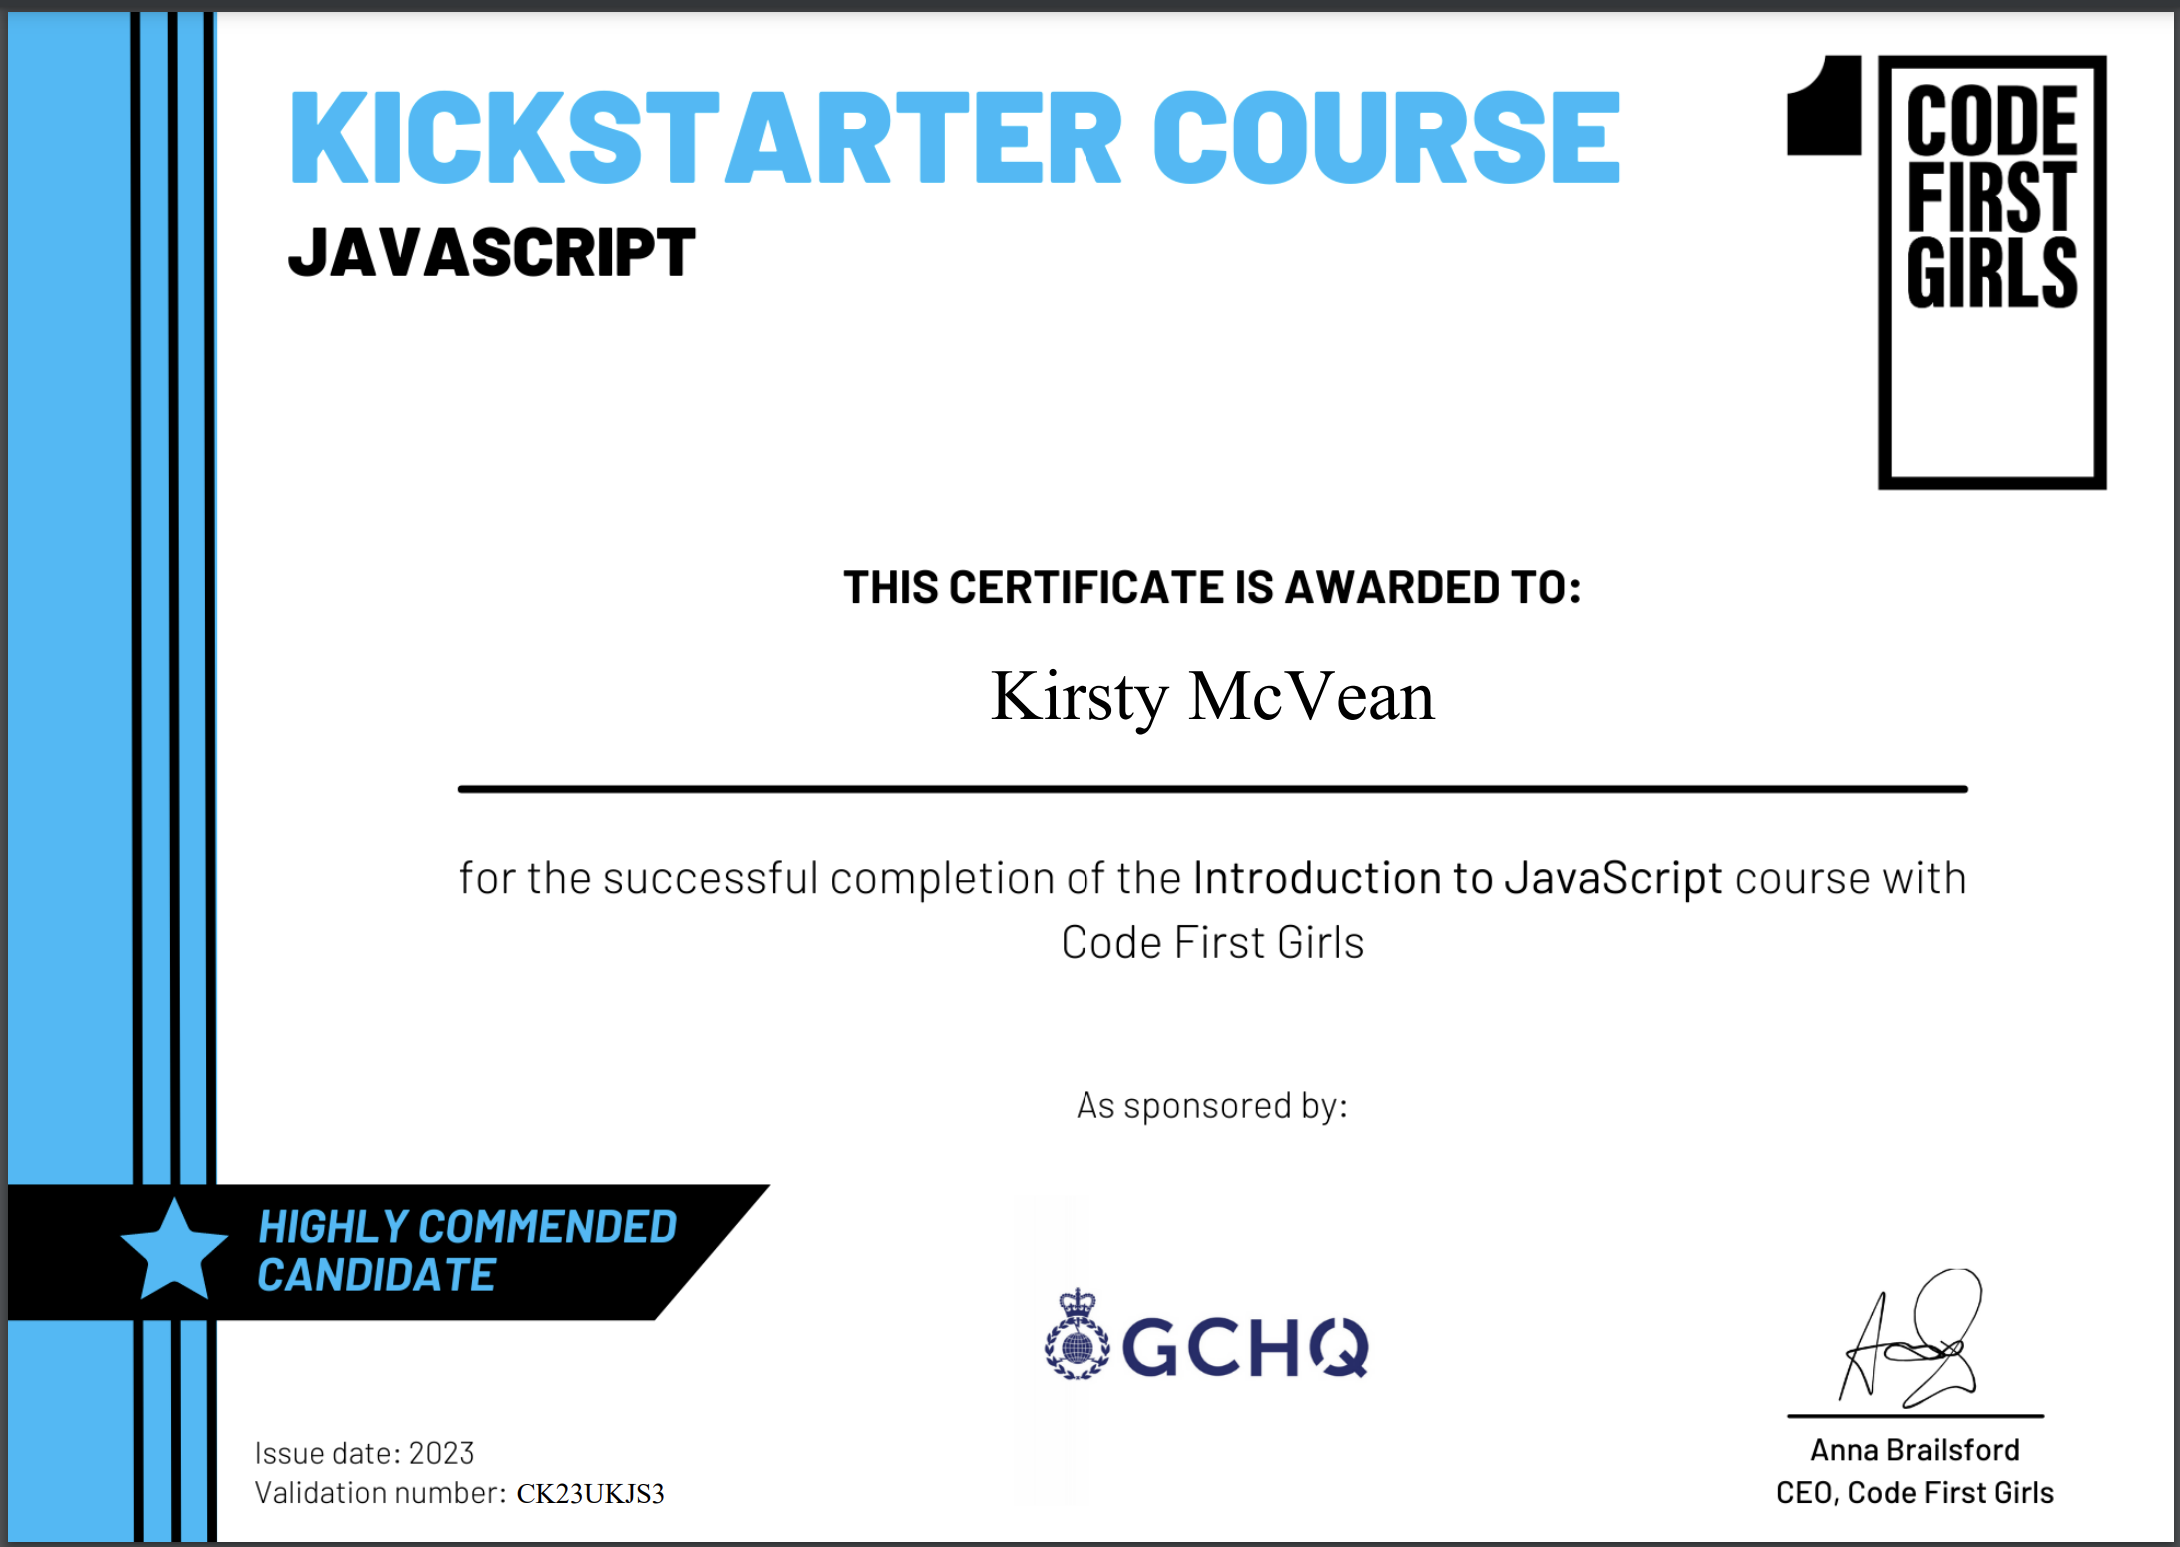 KICKSTARTER COURSE
JAVASCRIPT
CODE
FIRST
GIRLS
THIS CERTIFICATE IS AWARDED TO:
Kirsty McVean
for the successful completion of the Introduction to JavaScript course with
Code First Girls
As sponsored by:
HIGHLY COMMENDED
CANDIDATE
GCHQ
Issue date: 2023
Validation number: CK23UKJS3
Anna Brailsford
CEO, Code First Girls